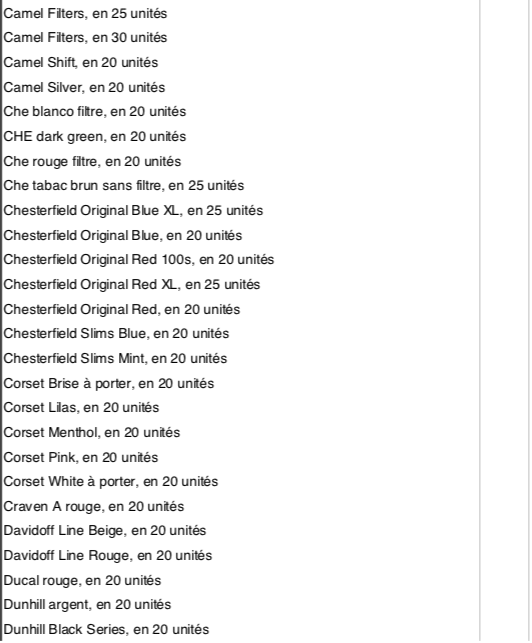 Camel Filters, en 25 unités
Camel Filters, en 30 unités
Camel Shift, en 20 unités
Camel Silver, en 20 unités
Che blanco filtre, en 20 unités
CHE dark green, en 20 unités
Che rouge filtre, en 20 unités
Che tabac brun sans filtre, en 25 unités
Chesterfield Original Blue XL, en 25 unités
Chesterfield Original Blue, en 20 unités
Chesterfield Original Red 100s, en 20 unités
Chesterfield Original Red XL, en 25 unités
Chesterfield Original Red, en 20 unités
Chesterfield Slims Blue, en 20 unités
Chesterfield Slims Mint, en 20 unités
Corset Brise à porter, en 20 unités
Corset Lilas, en 20 unités
Corset Menthol, en 20 unités
Corset Pink, en 20 unités
Corset White à porter, en 20 unités
Craven A rouge, en 20 unités
Davidoff Line Beige, en 20 unités
Davidoff Line Rouge, en 20 unités
Ducal rouge, en 20 unités
Dunhill argent, en 20 unités
Dunhill Black Series, en 20 unités